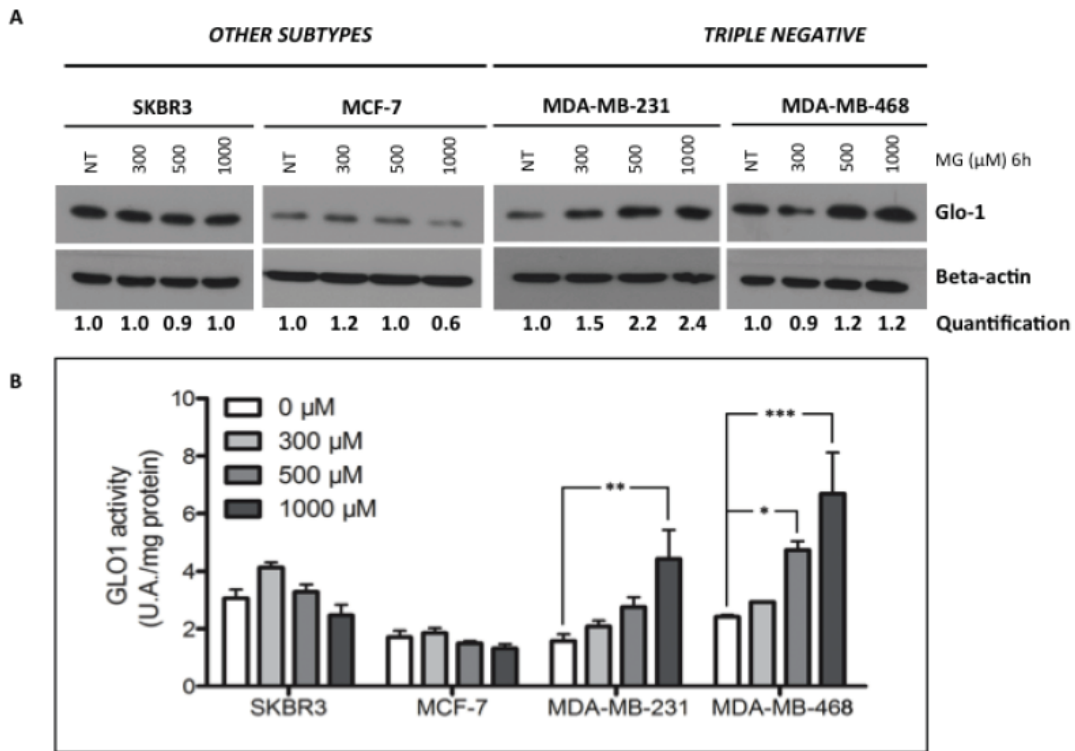 A
OTHER SUBTYPES TRIPLE NEGATIVE
SKBR3 MCF-7 MDA-MB-231 MDA-MB-468
NT 300 500 1000 NT 300 500 1000 NT 300 500 1000 NT 300 500 1000 MG (µM) 6h
Glo-1
Beta-actin
1.0 1.0 0.9 1.0 1.0 1.2 1.0 0.6 1.0 1.5 2.2 2.4 1.0 0.9 1.2 1.2 Quantification
B
GLO1 activity
(U.A./mg protein)
10
8
6
4
2
0
0 µM
300 µM
500 µM
1000 µM
**
***
*
SKBR3 MCF-7 MDA-MB-231 MDA-MB-468